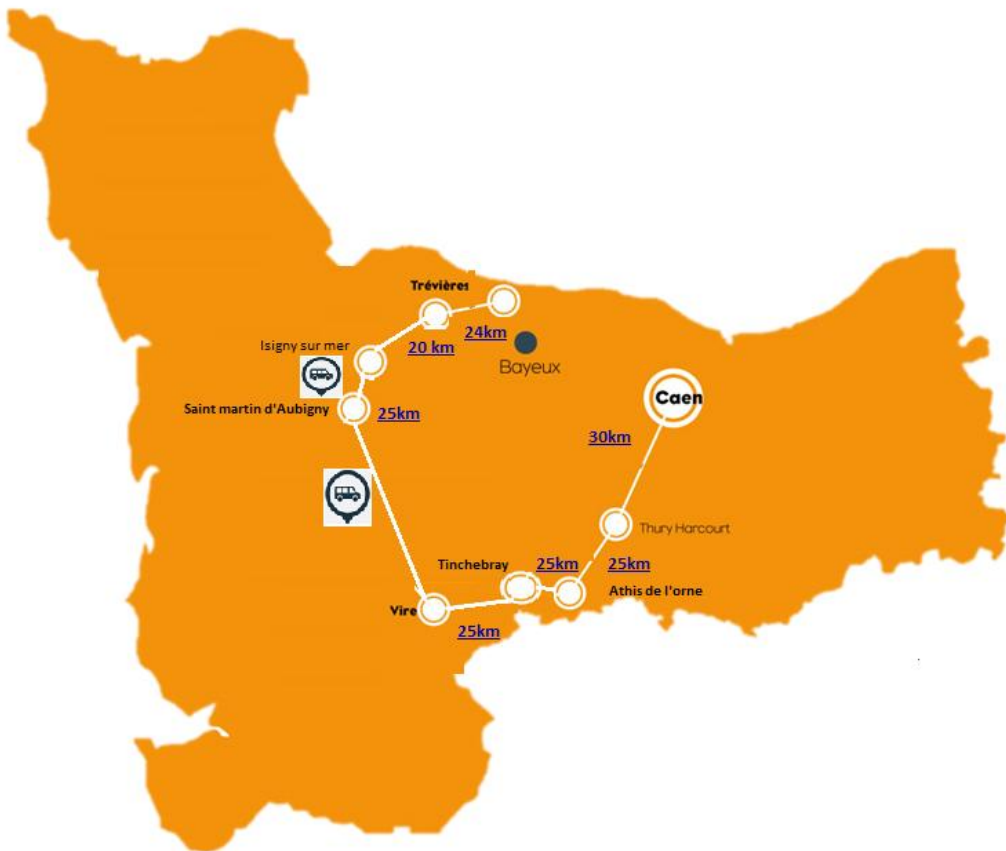 Trévières
24km
Isigny sur mer
20 km
Bayeux
Saint martin d'Aubigny
25km
Caen
30km
Thury Harcourt
Tinchebray
25km
25km
Athis de l'orne
Vire
25km